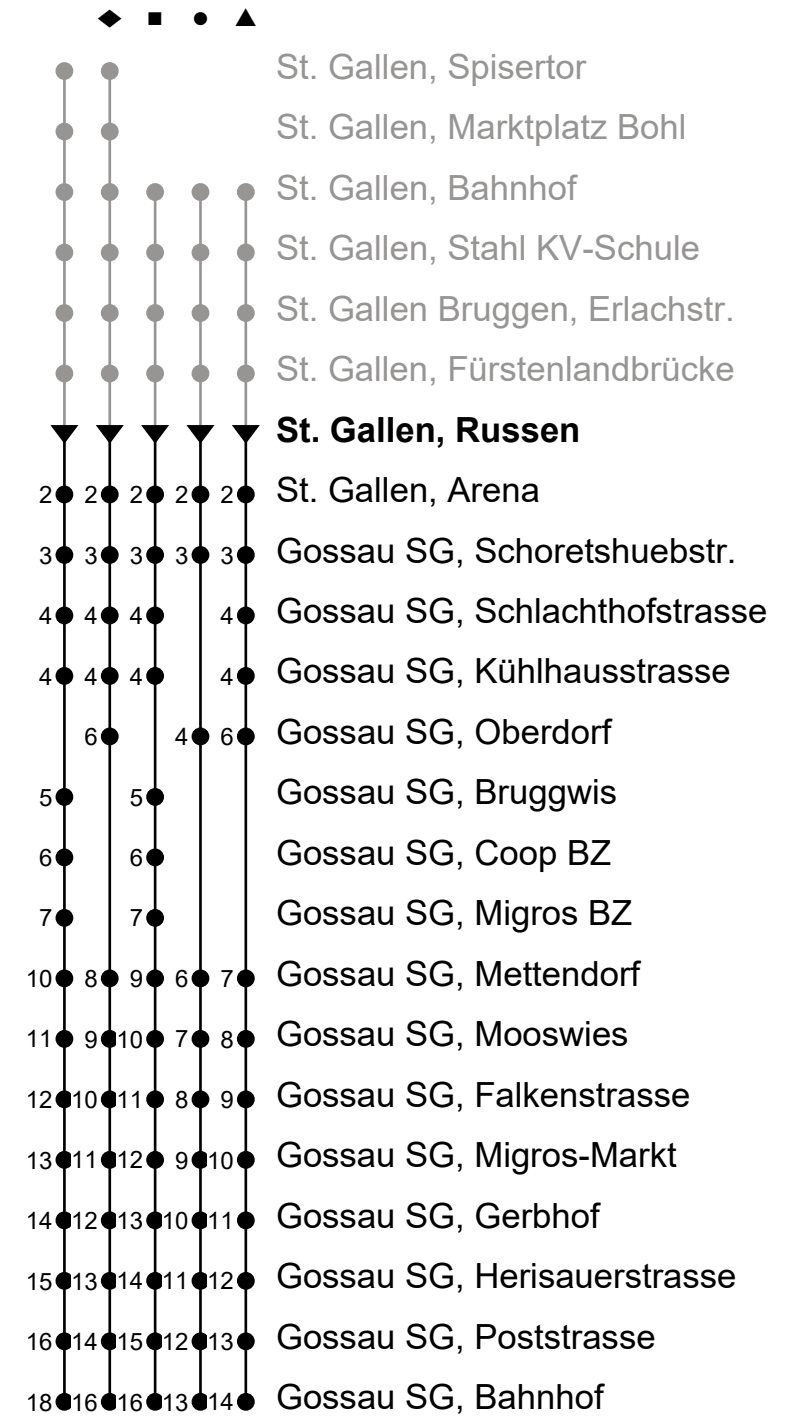 St. Gallen, Spisertor
St. Gallen, Marktplatz Bohl
St. Gallen, Bahnhof
St. Gallen, Stahl KV-Schule
St. Gallen Bruggen, Erlachstr.
St. Gallen, Fürstenlandbrücke
St. Gallen, Russen
2 2 2 2 2 St. Gallen, Arena
3 3 3 3 3 Gossau SG, Schoretshuebstr.
4 4 4 4 Gossau SG, Schlachthofstrasse
4 4 4 4 Gossau SG, Kühlhausstrasse
6 4 6 Gossau SG, Oberdorf
5 5 Gossau SG, Bruggwis
6 6 Gossau SG, Coop BZ
7 7 Gossau SG, Migros BZ
10 8 9 6 7 Gossau SG, Mettendorf
11 9 10 7 8 Gossau SG, Mooswies
12 10 11 8 9 Gossau SG, Falkenstrasse
13 11 12 9 10 Gossau SG, Migros-Markt
14 12 13 10 11 Gossau SG, Gerbhof
15 13 14 11 12 Gossau SG, Herisauerstrasse
16 14 15 12 13 Gossau SG, Poststrasse
18 16 16 13 14 Gossau SG, Bahnhof